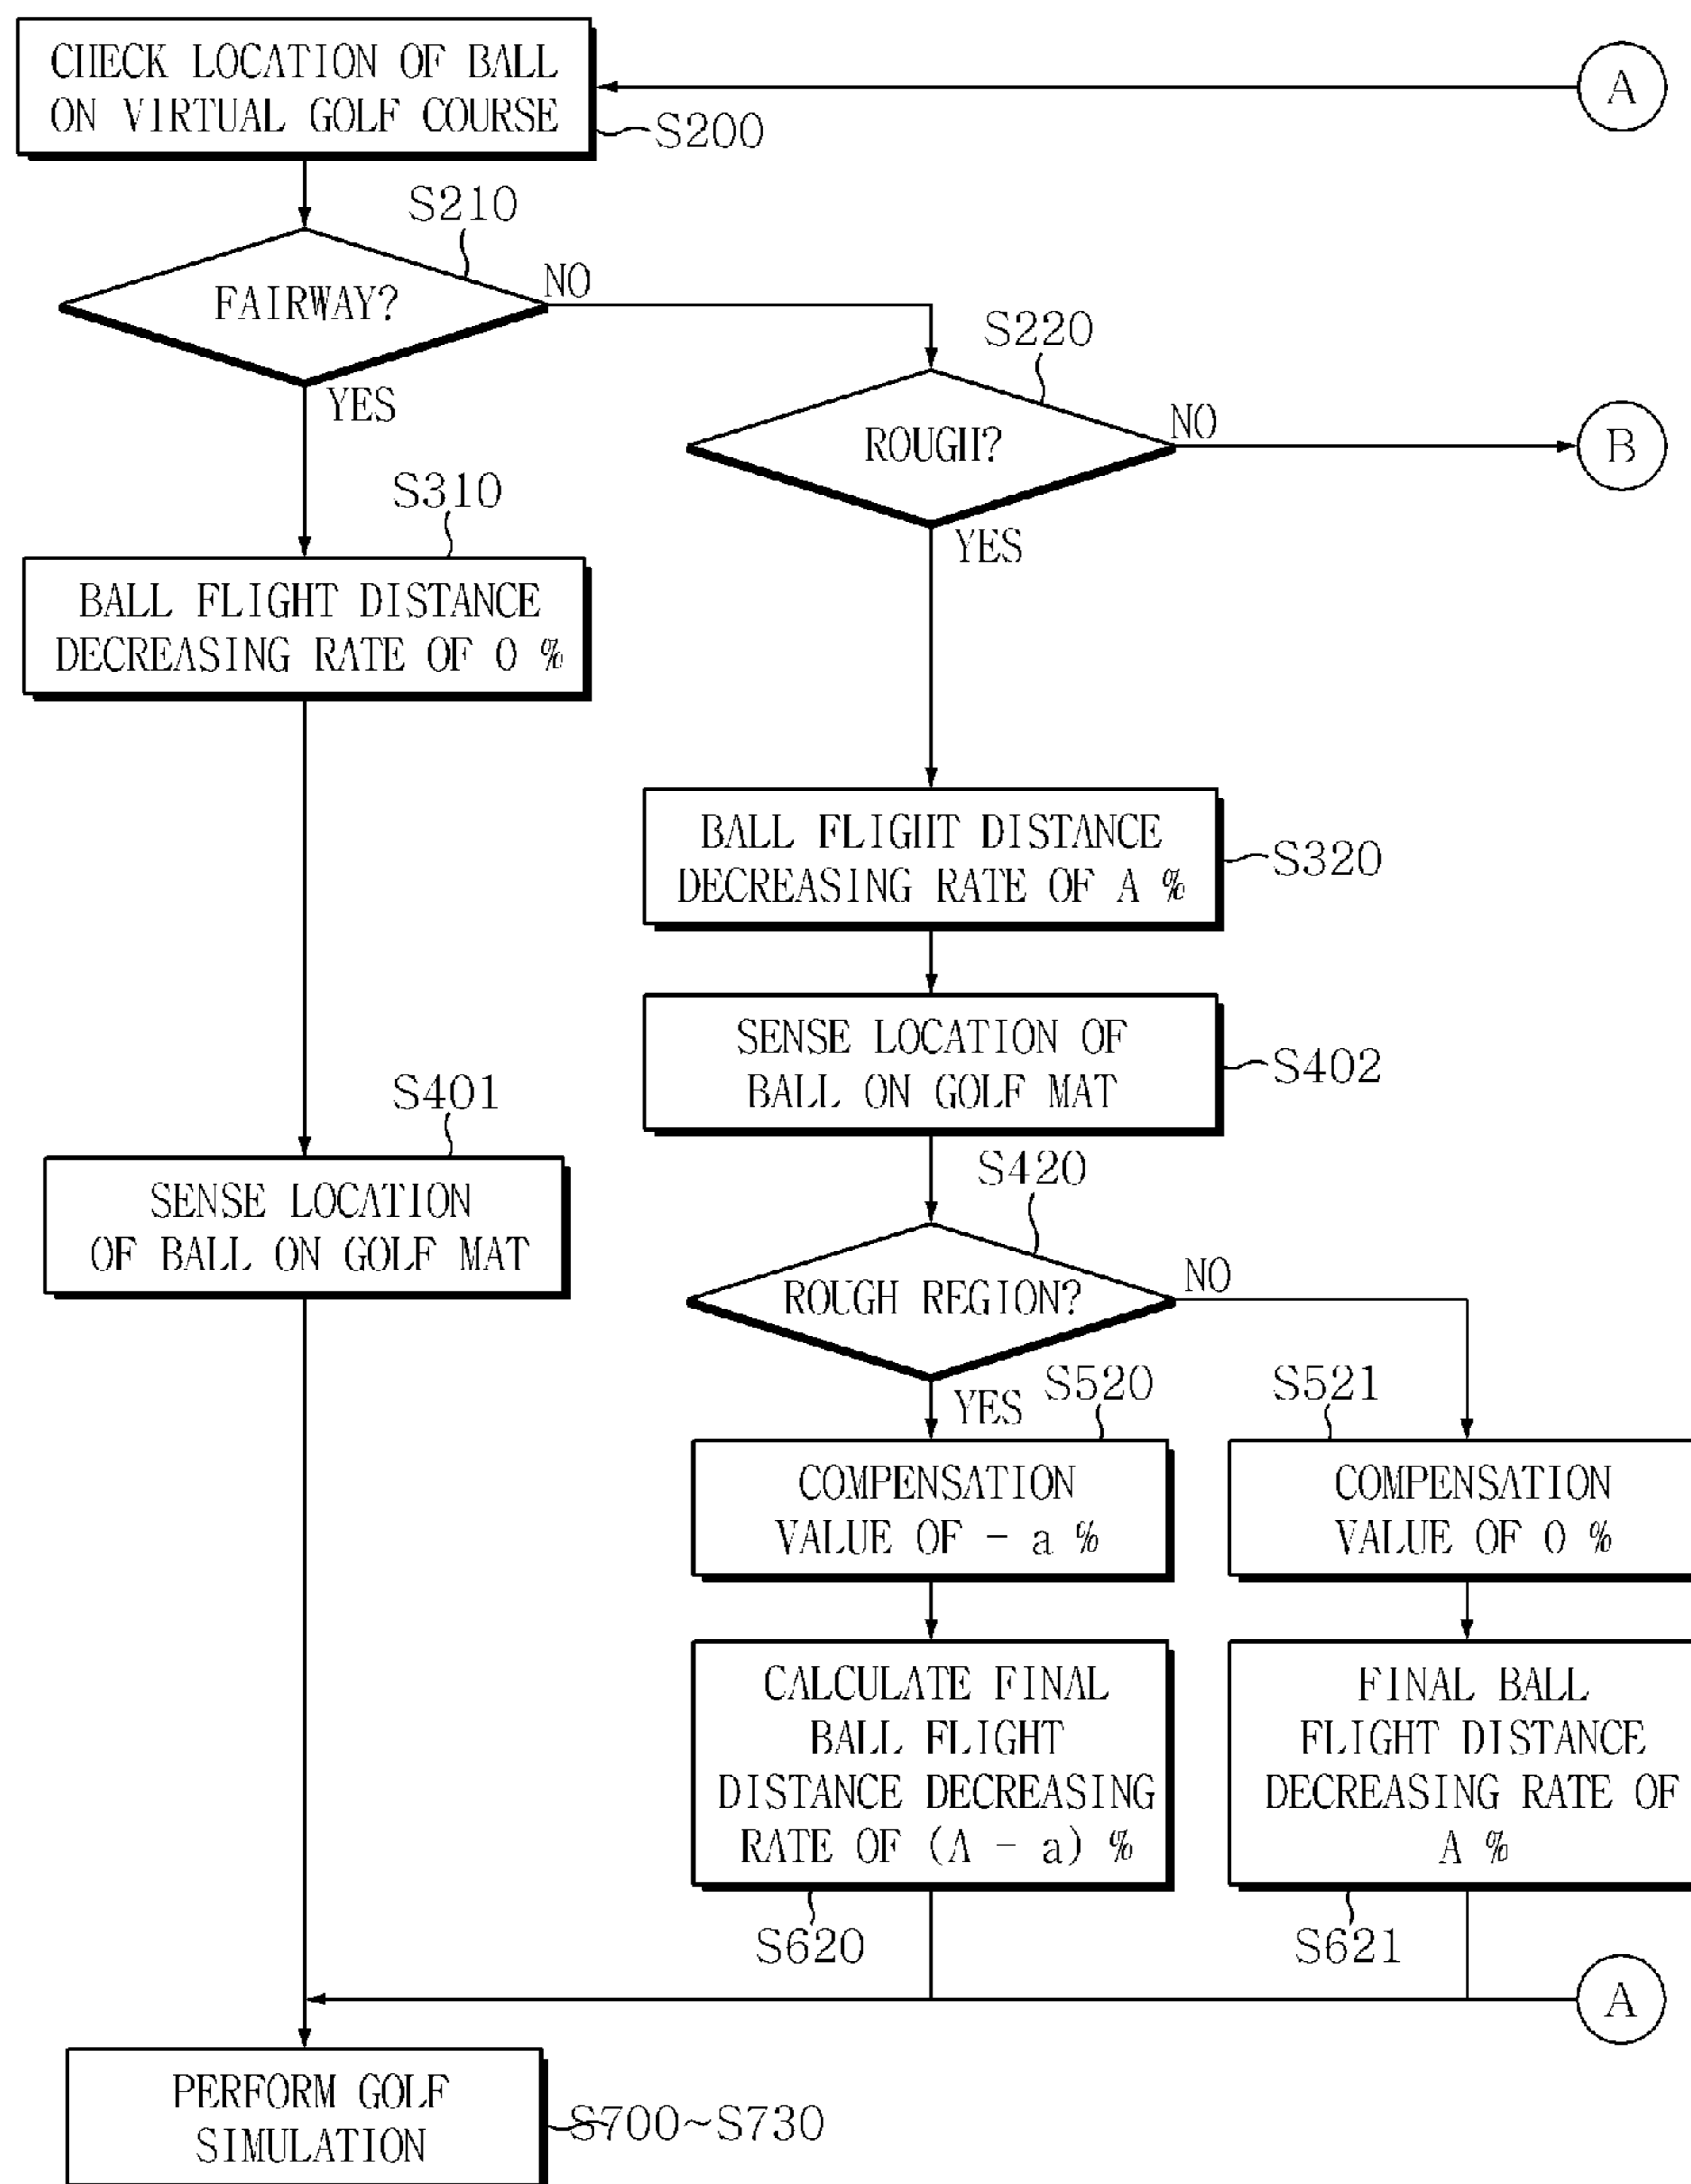 CHECK LOCATION OF BALL
ON VIRTUAL GOLF COURSE
A
S200
S210
FAIRWAY?
NO
YES
S220
ROUGH?
NO
B
YES
S310
BALL FLIGHT DISTANCE
DECREASING RATE OF 0 %
BALL FLIGHT DISTANCE
DECREASING RATE OF A %
S320
SENSE LOCATION OF
BALL ON GOLF MAT
S402
S401
SENSE LOCATION
OF BALL ON GOLF MAT
S420
ROUGH REGION?
NO
YES
S520
S521
COMPENSATION
VALUE OF - a %
COMPENSATION
VALUE OF 0 %
CALCULATE FINAL
BALL FLIGHT
DISTANCE DECREASING
RATE OF (A - a) %
FINAL BALL
FLIGHT DISTANCE
DECREASING RATE OF
A %
S620
S621
A
PERFORM GOLF
SIMULATION
S700~S730